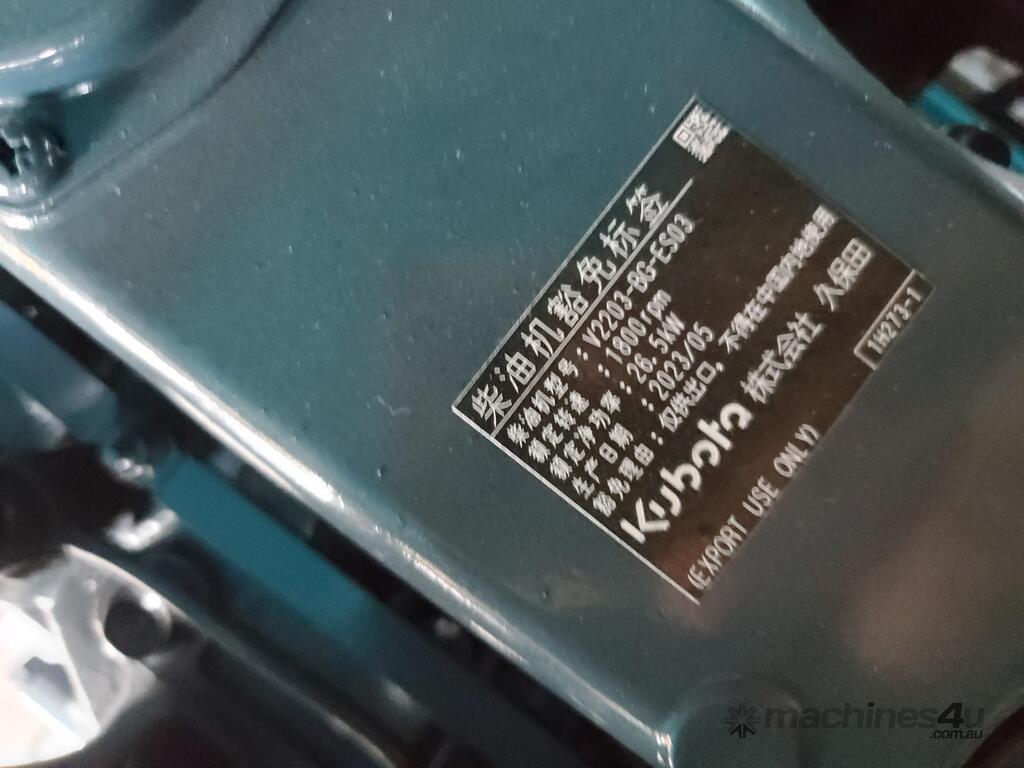 柴油机豁免标签
柴油机型号:V2203-BG-ES03
额定转速:1800rpm
额定净功率:26.5kW
生产日期:2023/05
豁免理由:仅供出口,不得在中国内地使用
Kubota 株式会社 久保田
(EXPORT USE ONLY)
1H273-1
machines4u
.com.au